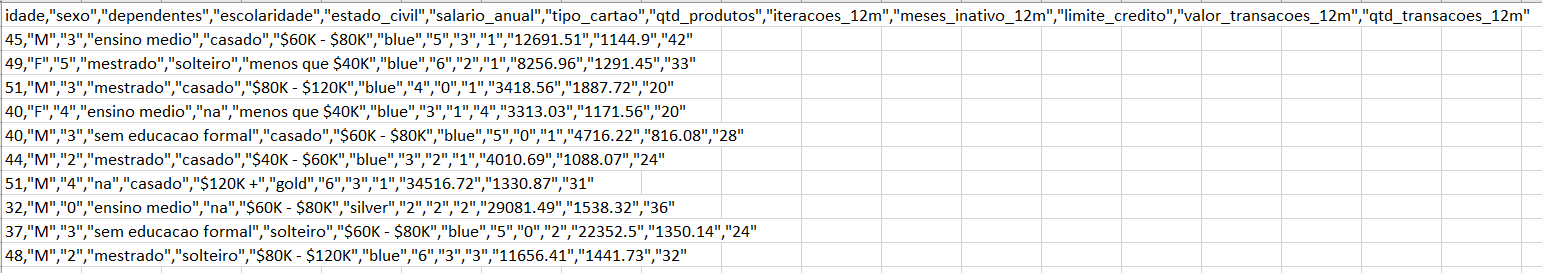 idade,"sexo","dependentes","escolaridade","estado_civil","salario_anual","tipo_cartao","qtd_produtos","iteracoes_12m","meses_inativo_12m","limite_credito","valor_transacoes_12m","qtd_transacoes_12m"
45,"M","3","ensino medio","casado","$60K - $80K","blue","5","3","1","12691.51","1144.9","42"
49,"F","5","mestrado","solteiro","menos que $40K","blue","6","2","1","8256.96","1291.45","33"
51,"M","3","mestrado","casado","$80K - $120K","blue","4","0","1","3418.56","1887.72","20"
40,"F","4","ensino medio","na","menos que $40K","blue","3","1","4","3313.03","1171.56","20"
40,"M","3","sem educacao formal","casado","$60K - $80K","blue","5","0","1","4716.22","816.08","28"
44,"M","2","mestrado","casado","$40K - $60K","blue","3","2","1","4010.69","1088.07","24"
51,"M","4","na","casado","$120K +","gold","6","3","1","34516.72","1330.87","31"
32,"M","0","ensino medio","na","$60K - $80K","silver","2","2","2","29081.49","1538.32","36"
37,"M","3","sem educacao formal","solteiro","$60K - $80K","blue","5","0","2","22352.5","1350.14","24"
48,"M","2","mestrado","solteiro","$80K - $120K","blue","6","3","3","11656.41","1441.73","32"